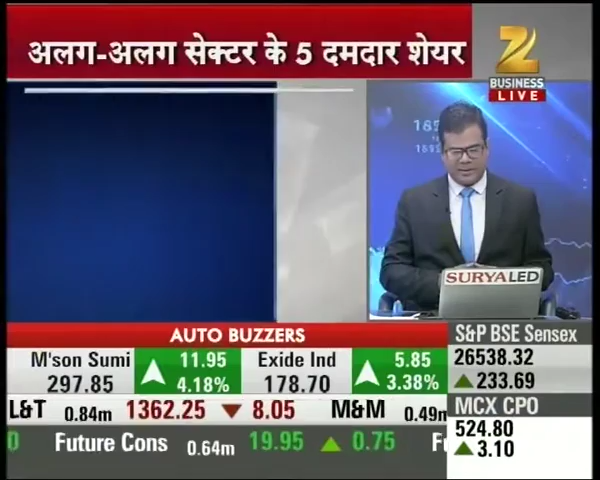 अलग-अलग सेक्टर के 5 दमदार शेयर
BUSINESS
LIVE
SURYA LED
AUTO BUZZERS
M'son Sumi 11.95 Exide Ind 5.85
297.85 4.18% 178.70 3.38%
S&P BSE Sensex
26538.32
233.69
MCX CPO
524.80
3.10
L&T 0.84m 1362.25 8.05 M&M 0.49m
0 Future Cons 0.64m 19.95 0.75